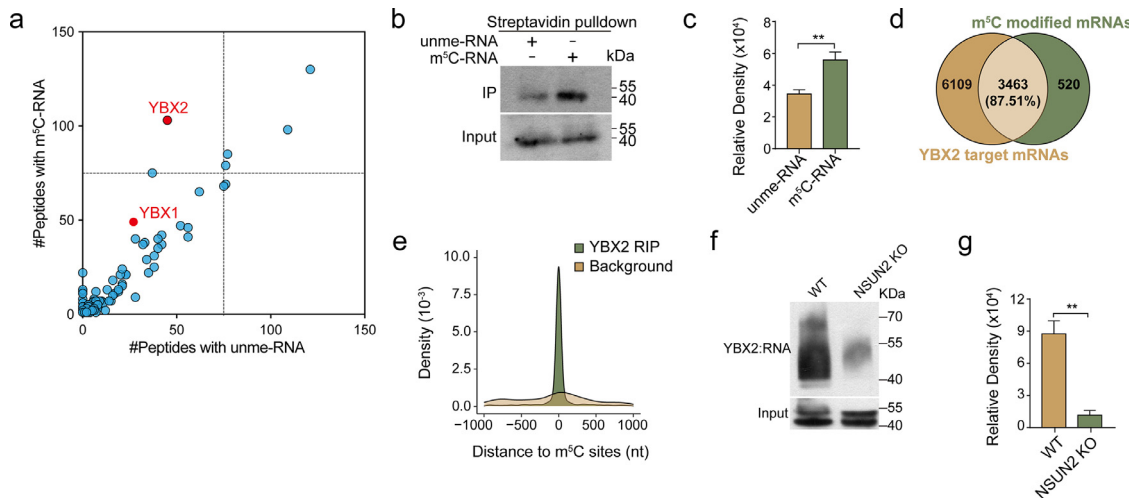 a
#Peptides with m⁵C-RNA
150
100
50
0
YBX2
YBX1
0
50
100
150
#Peptides with unme-RNA
b
Streptavidin pulldown
unme-RNA + –
m⁵C-RNA – + kDa
IP
55
40
Input
55
40
c
Relative Density (x10⁴)
8
6
4
2
0
**
unme-RNA
m⁵C-RNA
d
m⁵C modified mRNAs
6109
3463
(87.51%)
520
YBX2 target mRNAs
e
YBX2 RIP
Background
Density (10⁻³)
10.0
7.5
5.0
2.5
0.0
−1000
−500
0
500
1000
Distance to m⁵C sites (nt)
f
WT
NSUN2 KO
KDa
YBX2:RNA
70
55
40
Input
55
40
g
Relative Density (x10⁴)
12
9
6
3
0
**
WT
NSUN2 KO